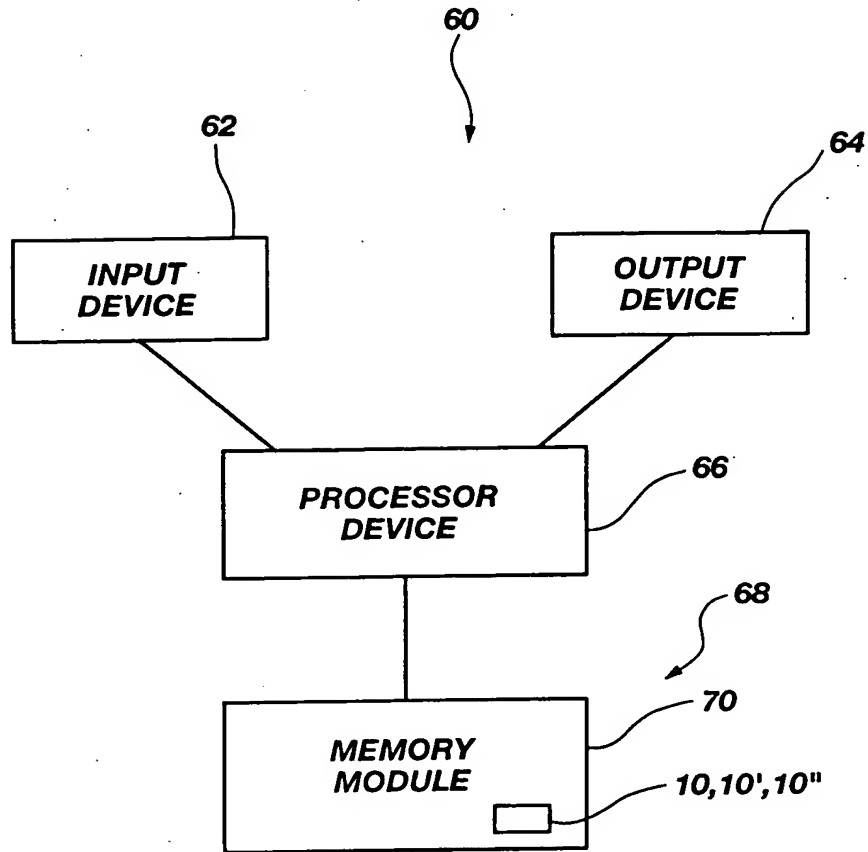 60
62
64
INPUT
DEVICE
OUTPUT
DEVICE
PROCESSOR
DEVICE
66
68
70
MEMORY
MODULE
10,10',10"